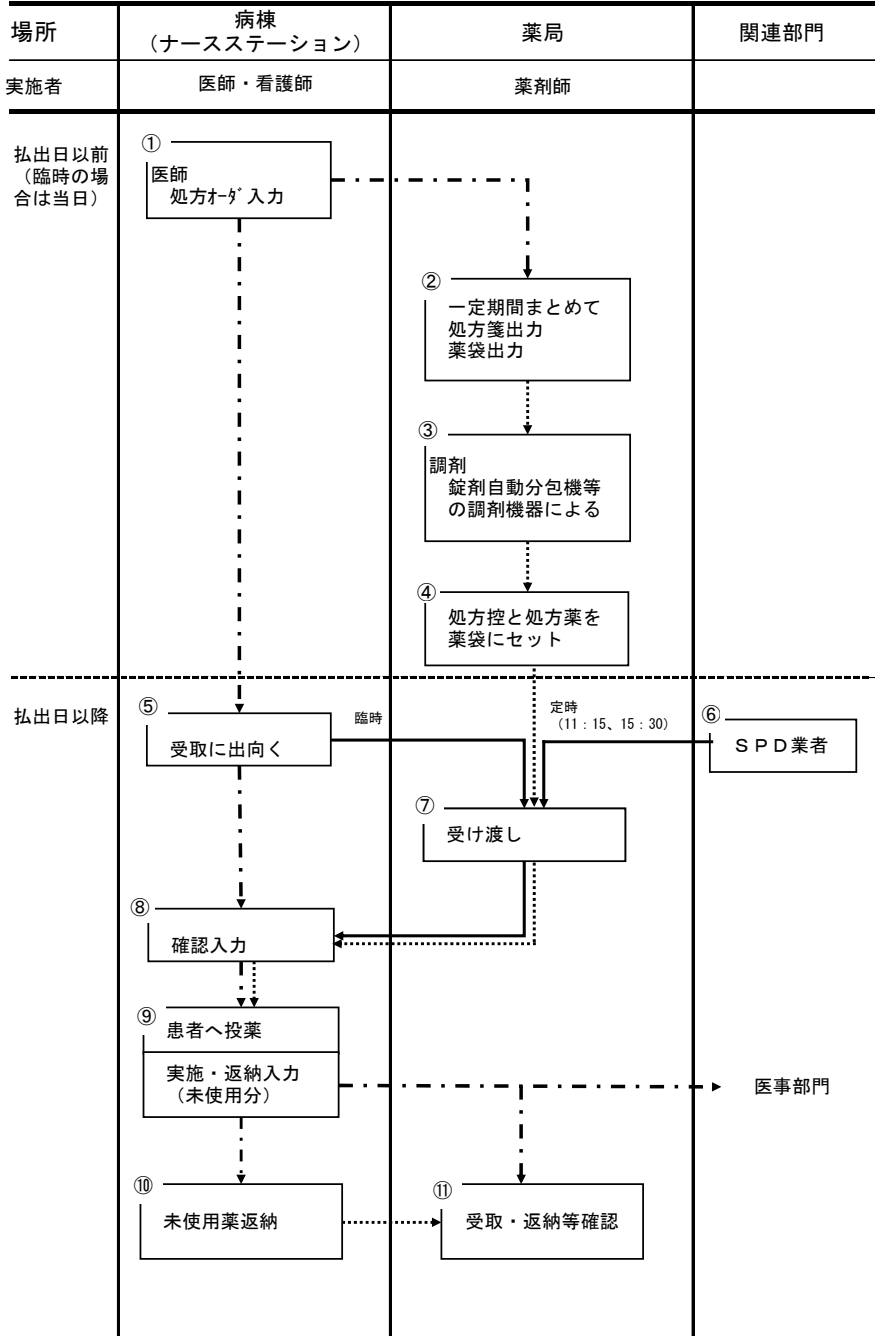 場所
病棟
（ナースステーション）
薬局
関連部門
実施者
医師・看護師
薬剤師
払出日以前
（臨時の場
合は当日）
①
医師
処方ｵｰﾀﾞ入力
②
一定期間まとめて
処方箋出力
薬袋出力
③
調剤
錠剤自動分包機等
の調剤機器による
④
処方控と処方薬を
薬袋にセット
払出日以降
⑤
受取に出向く
臨時
定時
（11：15、15：30）
⑥
ＳＰＤ業者
⑦
受け渡し
⑧
確認入力
⑨
患者へ投薬
実施・返納入力
（未使用分）
医事部門
⑩
未使用薬返納
⑪
受取・返納等確認